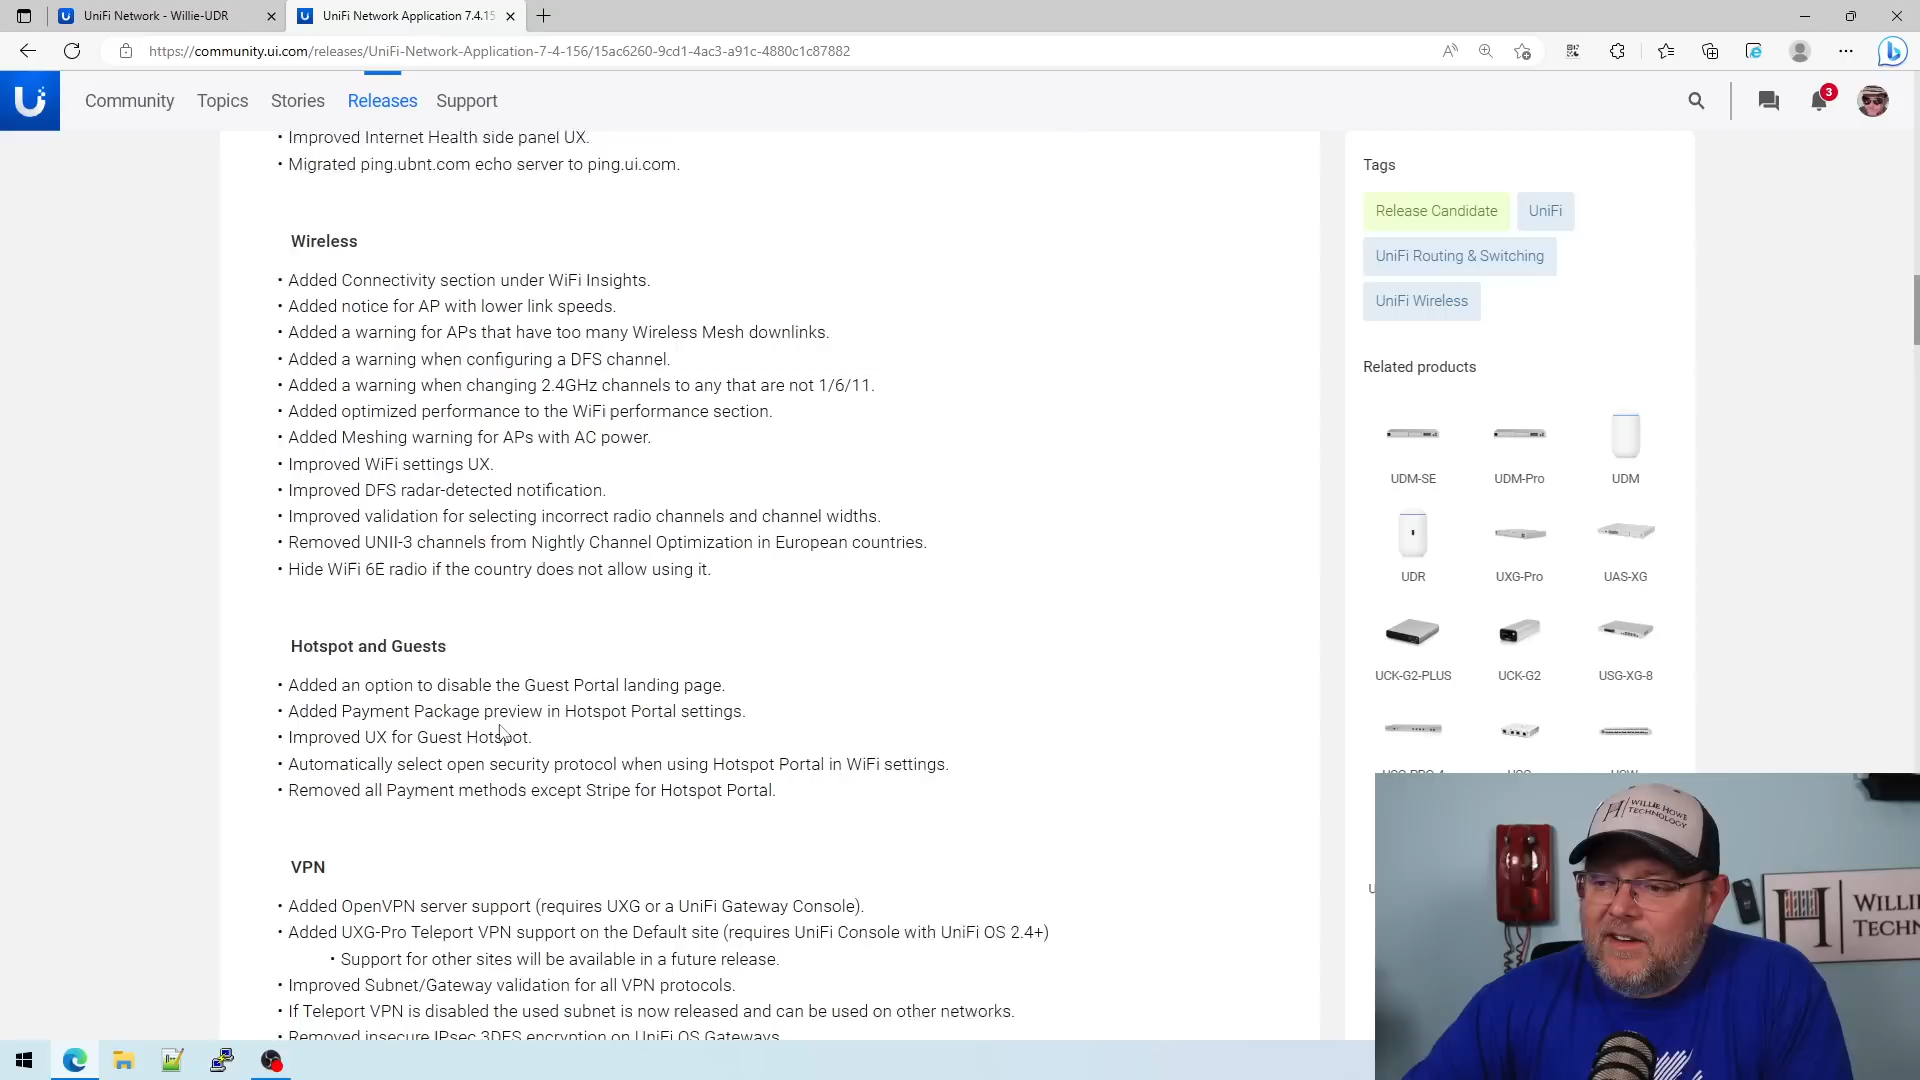 UniFi Network - Willie-UDR
UniFi Network Application 7.4.15
https://community.ui.com/releases/UniFi-Network-Application-7-4-156/15ac6260-9cd1-4ac3-a91c-4880c1c87882
Community Topics Stories Releases Support
3
• Improved Internet Health side panel UX.
• Migrated ping.ubnt.com echo server to ping.ui.com.
Wireless
• Added Connectivity section under WiFi Insights.
• Added notice for AP with lower link speeds.
• Added a warning for APs that have too many Wireless Mesh downlinks.
• Added a warning when configuring a DFS channel.
• Added a warning when changing 2.4GHz channels to any that are not 1/6/11.
• Added optimized performance to the WiFi performance section.
• Added Meshing warning for APs with AC power.
• Improved WiFi settings UX.
• Improved DFS radar-detected notification.
• Improved validation for selecting incorrect radio channels and channel widths.
• Removed UNII-3 channels from Nightly Channel Optimization in European countries.
• Hide WiFi 6E radio if the country does not allow using it.
Hotspot and Guests
• Added an option to disable the Guest Portal landing page.
• Added Payment Package preview in Hotspot Portal settings.
• Improved UX for Guest Hotspot.
• Automatically select open security protocol when using Hotspot Portal in WiFi settings.
• Removed all Payment methods except Stripe for Hotspot Portal.
VPN
• Added OpenVPN server support (requires UXG or a UniFi Gateway Console).
• Added UXG-Pro Teleport VPN support on the Default site (requires UniFi Console with UniFi OS 2.4+)
• Support for other sites will be available in a future release.
• Improved Subnet/Gateway validation for all VPN protocols.
• If Teleport VPN is disabled the used subnet is now released and can be used on other networks.
• Removed insecure IPsec 3DES encryption on UniFi OS Gateways.
Tags
Release Candidate
UniFi
UniFi Routing & Switching
UniFi Wireless
Related products
UDM-SE
UDM-Pro
UDM
UDR
UXG-Pro
UAS-XG
UCK-G2-PLUS
UCK-G2
USG-XG-8
WILLIE HOWE
TECHNOLOGY
WILLI
TECHN